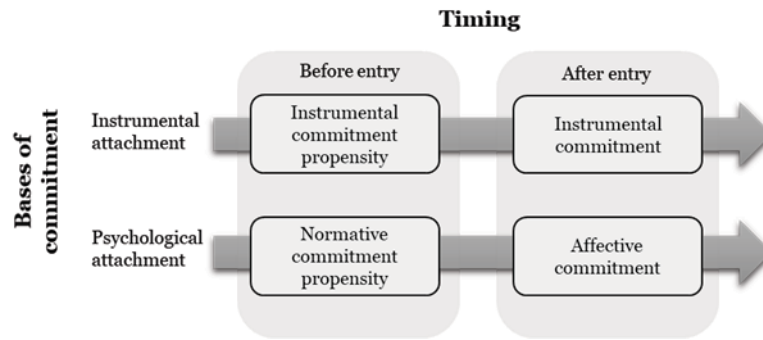 Timing
Before entry
After entry
Bases of
commitment
Instrumental
attachment
Instrumental
commitment
propensity
Instrumental
commitment
Psychological
attachment
Normative
commitment
propensity
Affective
commitment